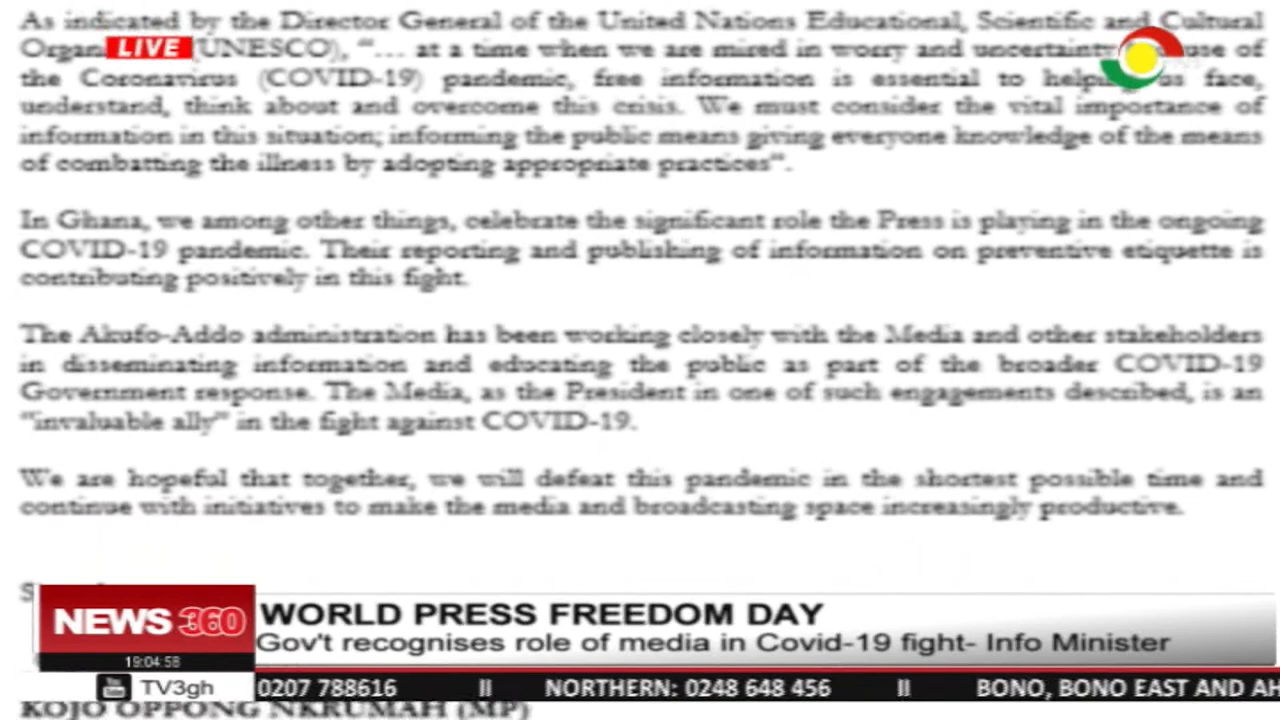 As indicated by the Director General of the United Nations Educational, Scientific and Cultural
Organ LIVE (UNESCO), "... at a time when we are mired in worry and uncertainty use of
the Coronavirus (COVID-19) pandemic, free information is essential to helping us face,
understand, think about and overcome this crisis. We must consider the vital importance of
information in this situation; informing the public means giving everyone knowledge of the means
of combatting the illness by adopting appropriate practices".
In Ghana, we among other things, celebrate the significant role the Press is playing in the ongoing
COVID-19 pandemic. Their reporting and publishing of information on preventive etiquette is
contributing positively in this fight.
The Akufo-Addo administration has been working closely with the Media and other stakeholders
in disseminating information and educating the public as part of the broader COVID-19
Government response. The Media, as the President in one of such engagements described, is an
"invaluable ally" in the fight against COVID-19.
We are hopeful that together, we will defeat this pandemic in the shortest possible time and
continue with initiatives to make the media and broadcasting space increasingly productive.
NEWS 360
WORLD PRESS FREEDOM DAY
Gov't recognises role of media in Covid-19 fight- Info Minister
19:04:58
You Tube TV3gh
0207 788616 || NORTHERN: 0248 648 456 || BONO, BONO EAST AND AH
KOJO OPPONG NKRUMAH (MP)